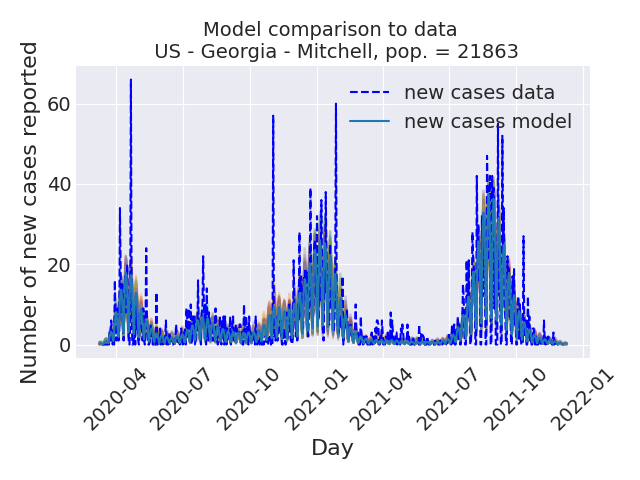 Model comparison to data
US - Georgia - Mitchell, pop. = 21863
Number of new cases reported
60
40
20
0
new cases data
new cases model
2020-04
2020-07
2020-10
2021-01
2021-04
2021-07
2021-10
2022-01
Day